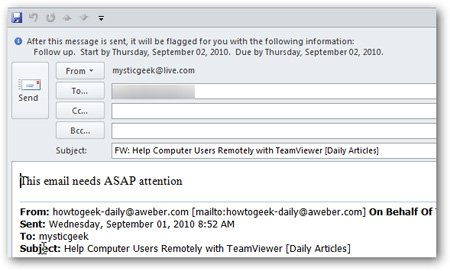 After this message is sent, it will be flagged for you with the following information:
Follow up.  Start by Thursday, September 02, 2010.  Due by Thursday, September 02, 2010.
From
mysticgeek@live.com
Send
To...
Cc...
Bcc...
Subject:
FW: Help Computer Users Remotely with TeamViewer [Daily Articles]
This email needs ASAP attention
From: howtogeek-daily@aweber.com [mailto:howtogeek-daily@aweber.com] On Behalf Of
Sent: Wednesday, September 01, 2010 8:52 AM
To: mysticgeek
Subject: Help Computer Users Remotely with TeamViewer [Daily Articles]